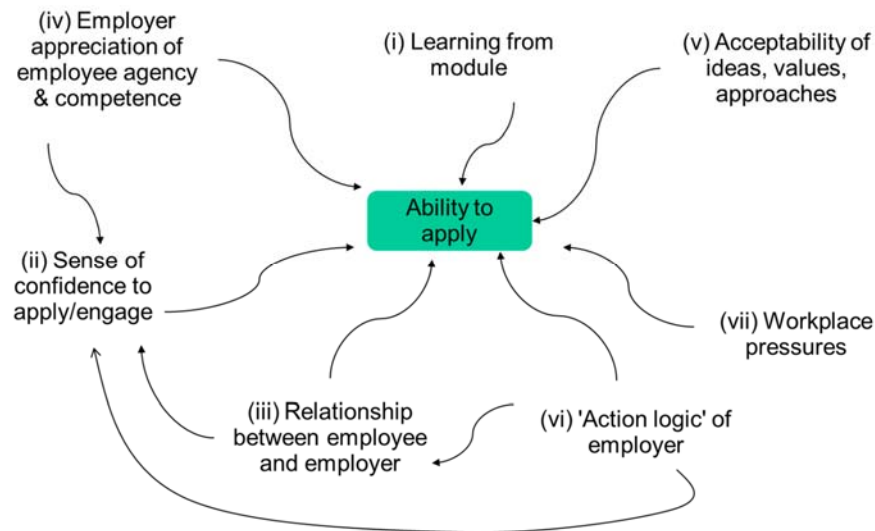 (iv) Employer
appreciation of
employee agency
& competence
(i) Learning from
module
(v) Acceptability of
ideas, values,
approaches
Ability to
apply
(ii) Sense of
confidence to
apply/engage
(vii) Workplace
pressures
(iii) Relationship
between employee
and employer
(vi) 'Action logic' of
employer